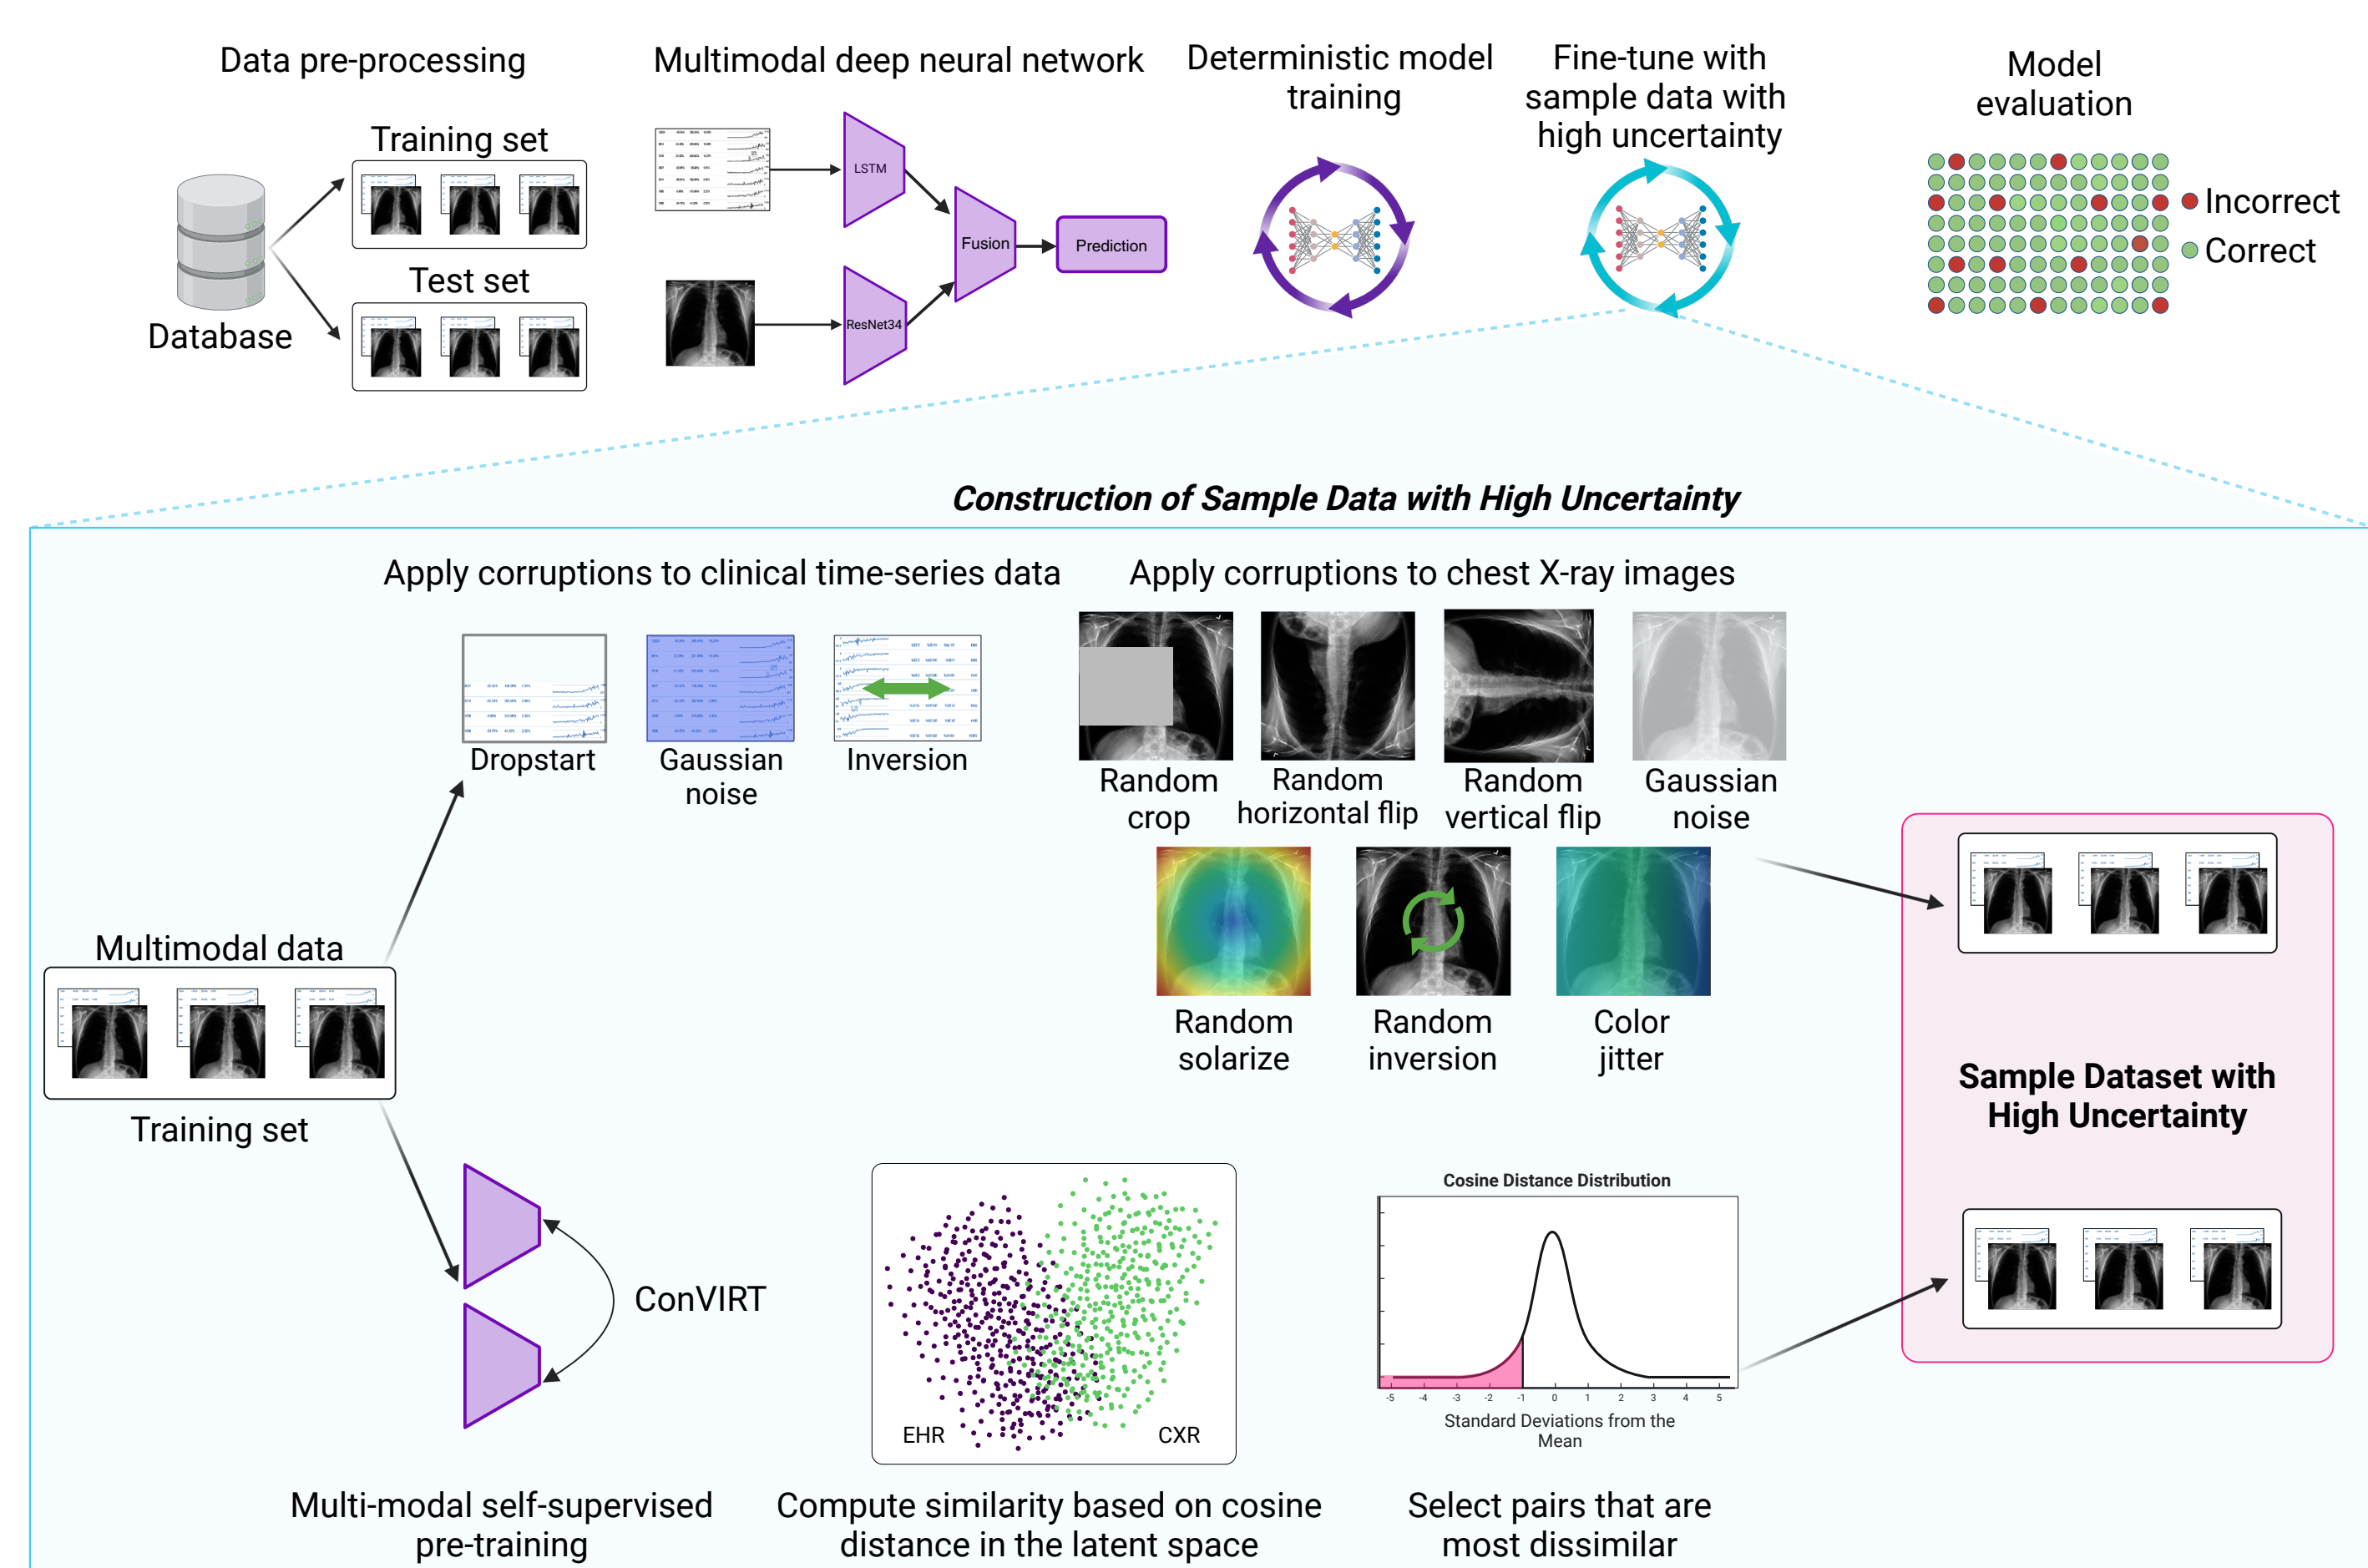 Data pre-processing
Training set
Test set
Database
Multimodal deep neural network
LSTM
ResNet34
Fusion
Prediction
Deterministic model
training
Fine-tune with
sample data with
high uncertainty
Model
evaluation
Incorrect
Correct
Construction of Sample Data with High Uncertainty
Apply corruptions to clinical time-series data
Dropstart
Gaussian
noise
Inversion
Apply corruptions to chest X-ray images
Random
crop
Random
horizontal flip
Random
vertical flip
Gaussian
noise
Random
solarize
Random
inversion
Color
jitter
Multimodal data
Training set
ConVIRT
Multi-modal self-supervised
pre-training
EHR
CXR
Compute similarity based on cosine
distance in the latent space
Cosine Distance Distribution
-5 -4 -3 -2 -1 0 1 2 3 4 5
Standard Deviations from the
Mean
Select pairs that are
most dissimilar
Sample Dataset with
High Uncertainty